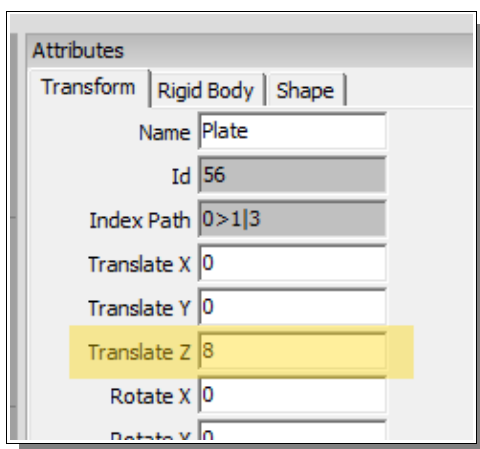 Attributes
Transform Rigid Body Shape
Name Plate
Id 56
Index Path 0>1|3
Translate X 0
Translate Y 0
Translate Z 8
Rotate X 0
Rotate Y 0